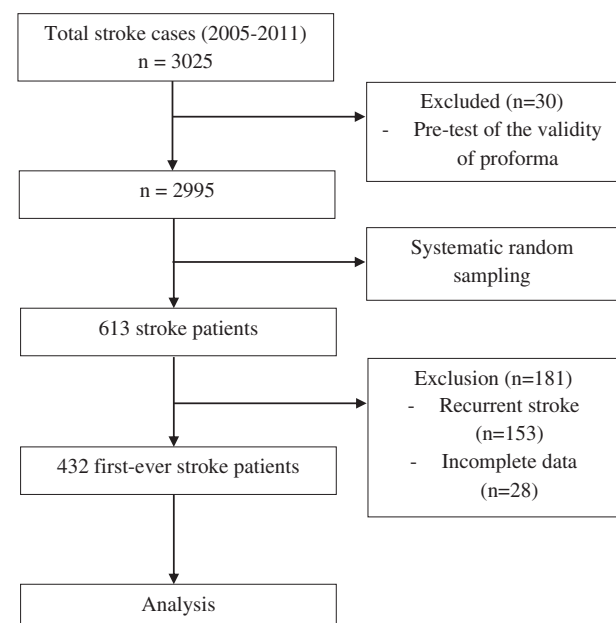 Total stroke cases (2005-2011)
n = 3025
Excluded (n=30)
- Pre-test of the validity
of proforma
n = 2995
Systematic random
sampling
613 stroke patients
Exclusion (n=181)
- Recurrent stroke
(n=153)
- Incomplete data
(n=28)
432 first-ever stroke patients
Analysis